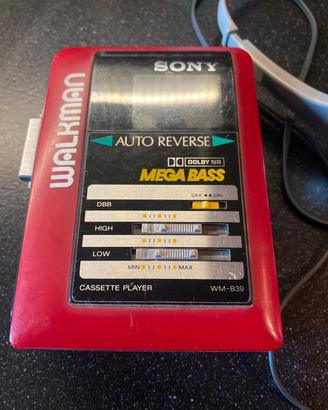 SONY
WALKMAN
AUTO REVERSE
DOLBY NR
MEGA BASS
OFF ON
DBB
HIGH
LOW
MIN MAX
CASSETTE PLAYER WM-B39